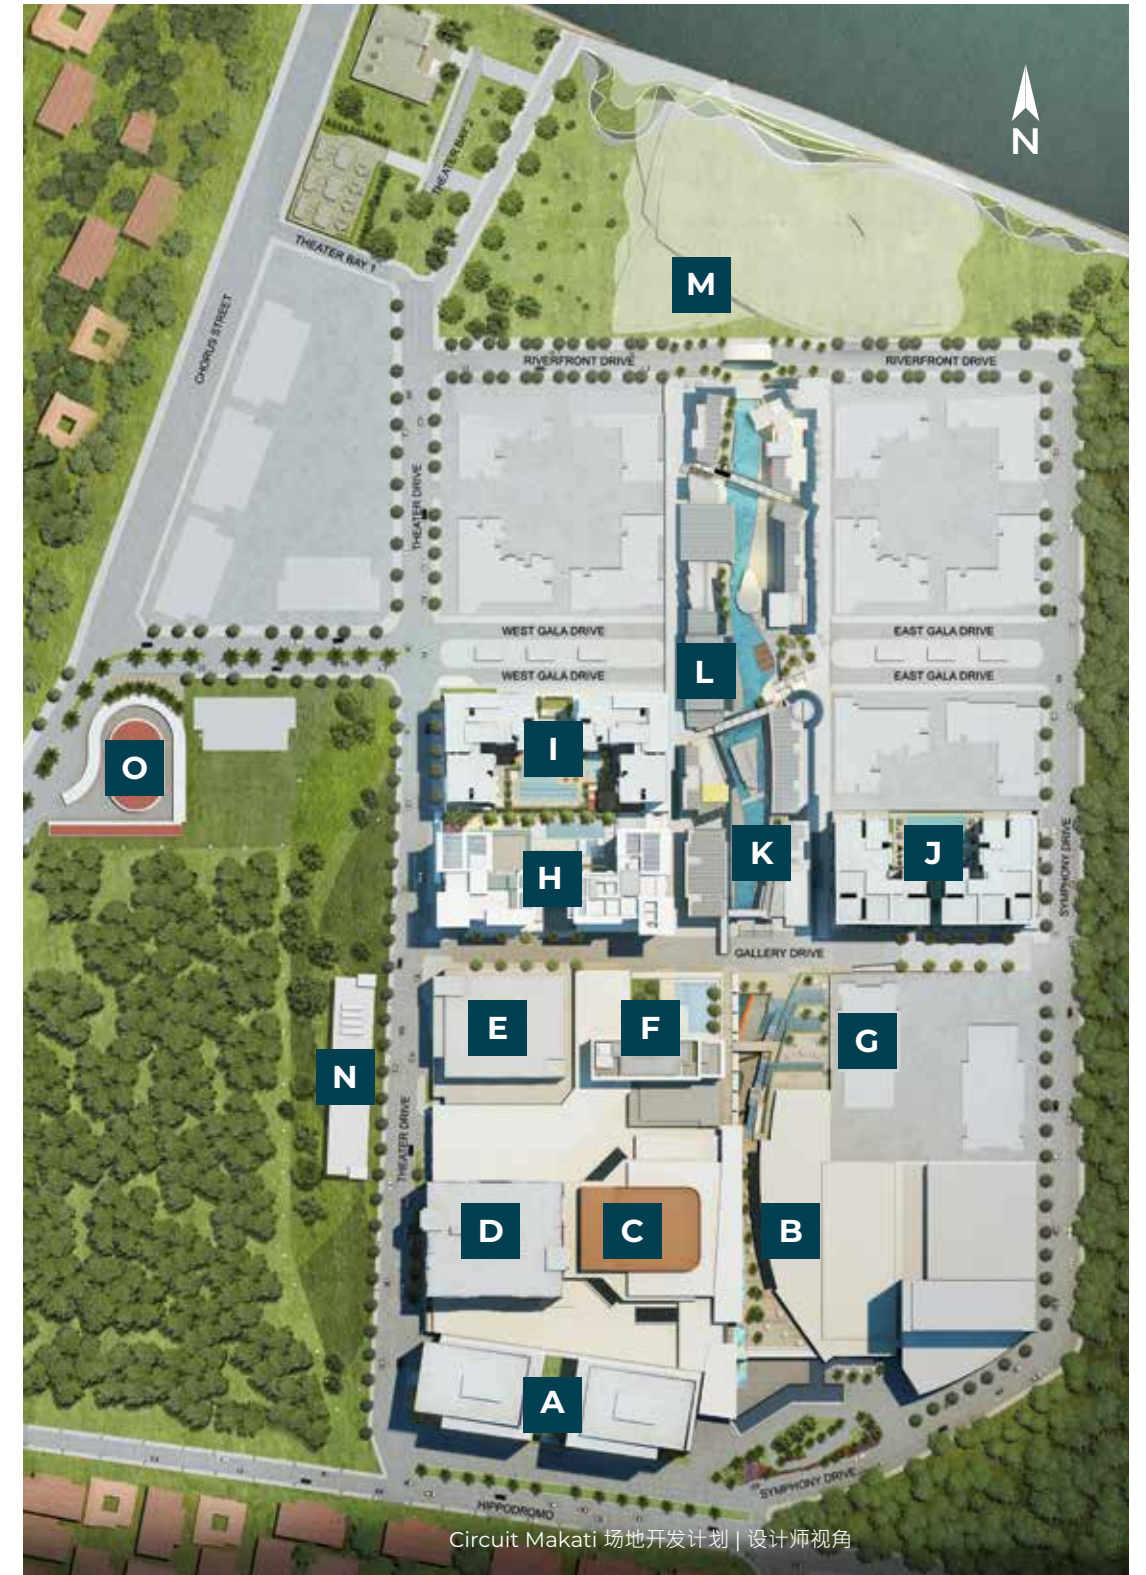 N
THEATER BAY 2
THEATER BAY 1
M
CHORUS STREET
RIVERFRONT DRIVE
RIVERFRONT DRIVE
THEATER DRIVE
WEST GALA DRIVE
EAST GALA DRIVE
L
WEST GALA DRIVE
EAST GALA DRIVE
I
O
K
J
H
SYMPHONY DRIVE
GALLERY DRIVE
E
F
G
N
THEATER DRIVE
D
C
B
A
SYMPHONY DRIVE
HIPPODROMO
Circuit Makati 场地开发计划 | 设计师视角